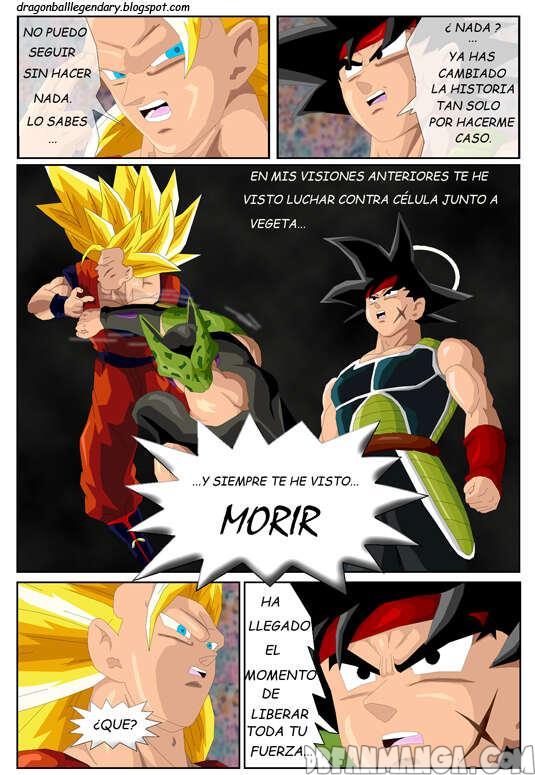 dragonballlegendary.blogspot.com
NO PUEDO
SEGUIR
SIN HACER
NADA.
LO SABES
...
¿ NADA ?
...
YA HAS
CAMBIADO
LA HISTORIA
TAN SOLO
POR HACERME
CASO.
EN MIS VISIONES ANTERIORES TE HE
VISTO LUCHAR CONTRA CÉLULA JUNTO A
VEGETA...
...Y SIEMPRE TE HE VISTO...
MORIR
¿QUE?
HA
LLEGADO
EL
MOMENTO
DE
LIBERAR
TODA TU
FUERZA...
DBFANMANGA.COM